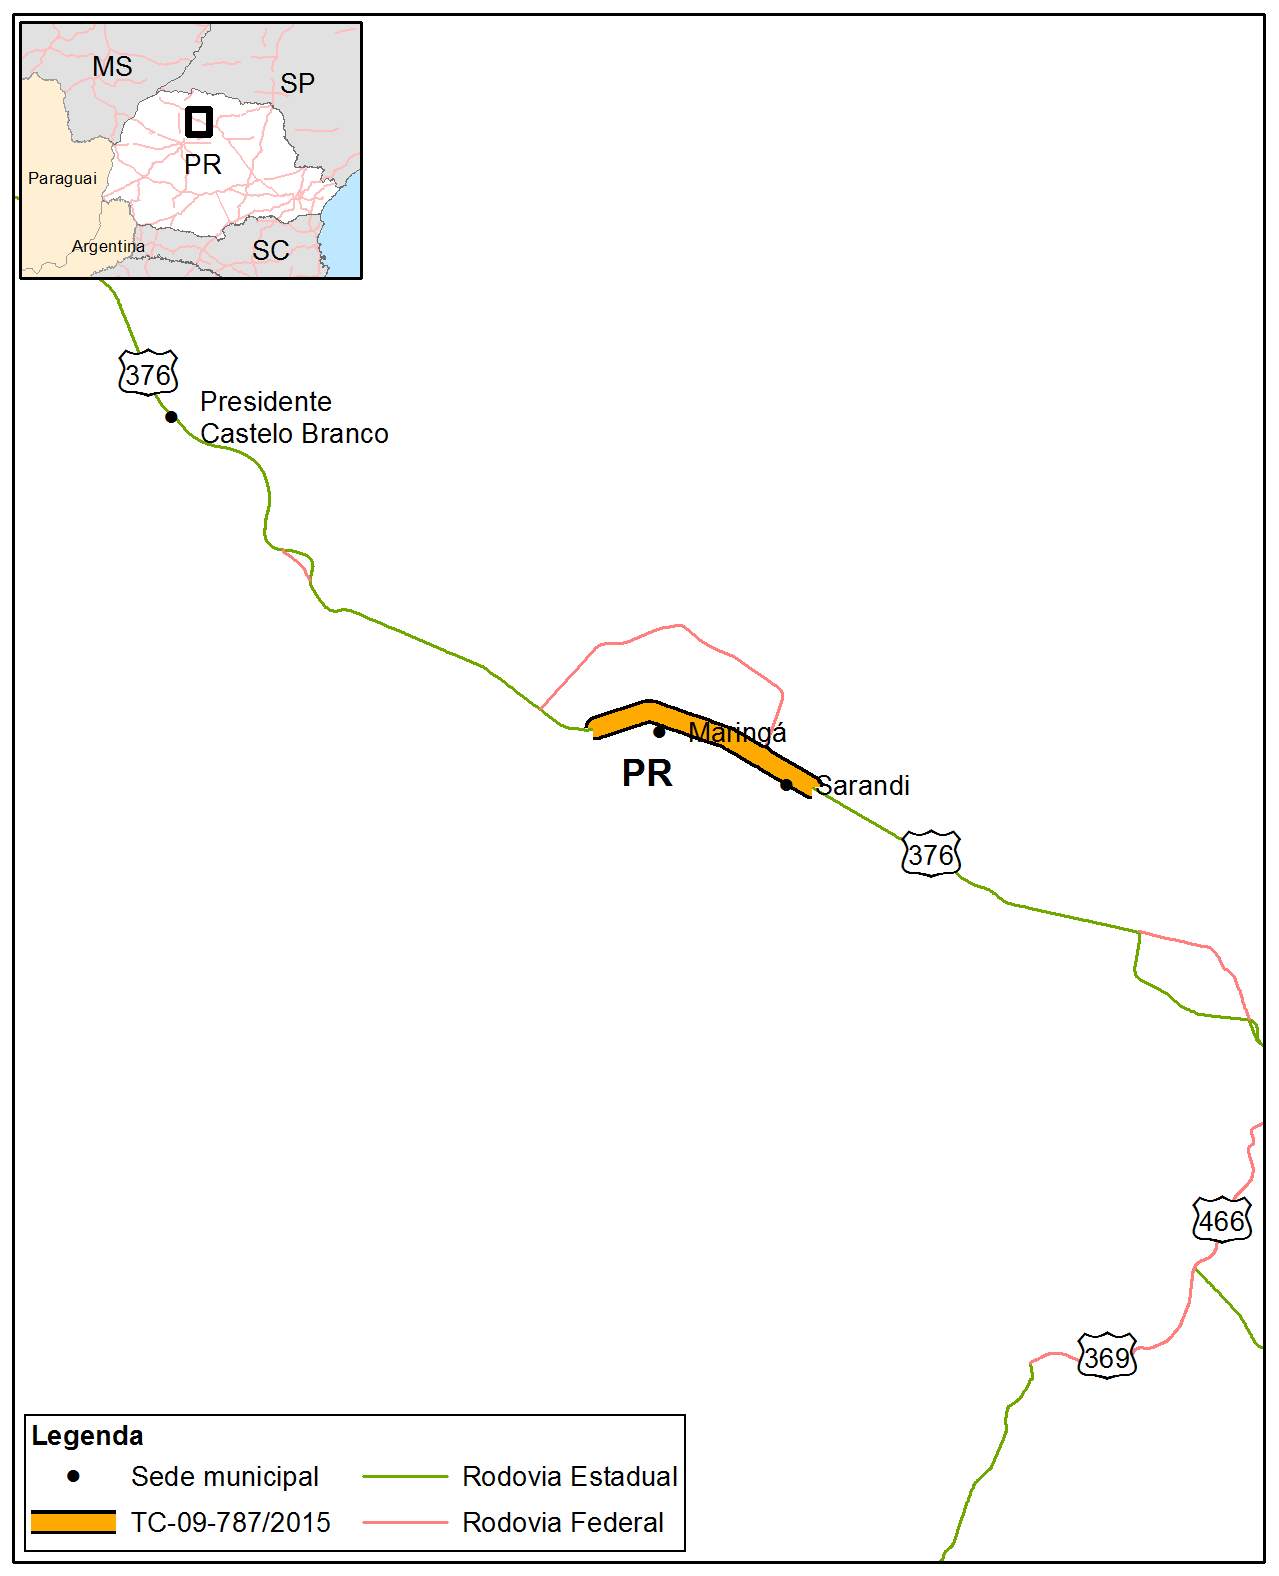 MS
SP
Paraguai
PR
Argentina
SC
376
Presidente
Castelo Branco
Maringá
PR
Sarandi
376
466
369
Legenda
Sede municipal
Rodovia Estadual
TC-09-787/2015
Rodovia Federal